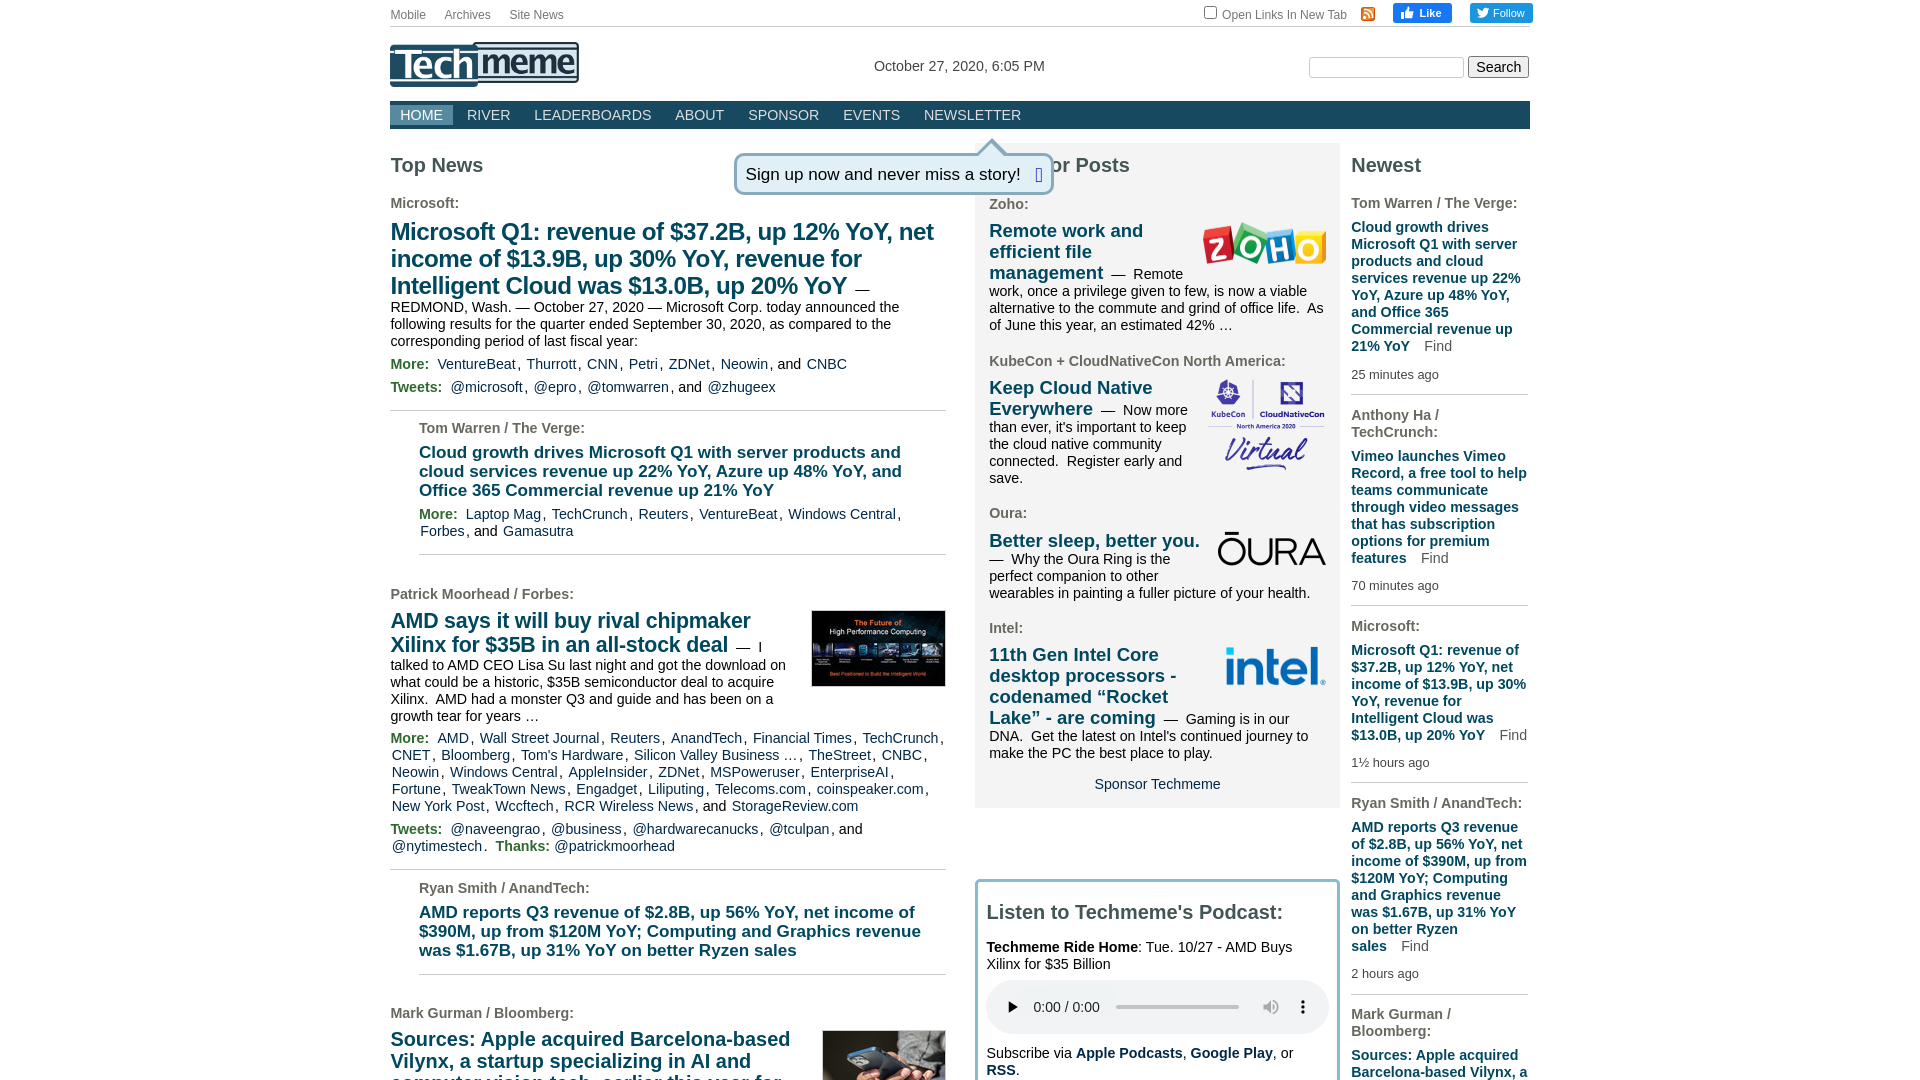 Mobile Archives Site News
Open Links In New Tab
Like
Follow
Techmeme
October 27, 2020, 6:05 PM
Search
HOME RIVER LEADERBOARDS ABOUT SPONSOR EVENTS NEWSLETTER
Sign up now and never miss a story!
Top News
Microsoft:
Microsoft Q1: revenue of $37.2B, up 12% YoY, net
income of $13.9B, up 30% YoY, revenue for
Intelligent Cloud was $13.0B, up 20% YoY —
REDMOND, Wash. — October 27, 2020 — Microsoft Corp. today announced the
following results for the quarter ended September 30, 2020, as compared to the
corresponding period of last fiscal year:
More: VentureBeat, Thurrott, CNN, Petri, ZDNet, Neowin, and CNBC
Tweets: @microsoft, @epro, @tomwarren, and @zhugeex
Tom Warren / The Verge:
Cloud growth drives Microsoft Q1 with server products and
cloud services revenue up 22% YoY, Azure up 48% YoY, and
Office 365 Commercial revenue up 21% YoY
More: Laptop Mag, TechCrunch, Reuters, VentureBeat, Windows Central,
Forbes, and Gamasutra
Patrick Moorhead / Forbes:
AMD says it will buy rival chipmaker
Xilinx for $35B in an all-stock deal — I
talked to AMD CEO Lisa Su last night and got the download on
what could be a historic, $35B semiconductor deal to acquire
Xilinx. AMD had a monster Q3 and guide and has been on a
growth tear for years …
The Future of
High Performance Computing
Best Positioned to Build the Intelligent World
More: AMD, Wall Street Journal, Reuters, AnandTech, Financial Times, TechCrunch,
CNET, Bloomberg, Tom's Hardware, Silicon Valley Business …, TheStreet, CNBC,
Neowin, Windows Central, AppleInsider, ZDNet, MSPoweruser, EnterpriseAI,
Fortune, TweakTown News, Engadget, Liliputing, Telecoms.com, coinspeaker.com,
New York Post, Wccftech, RCR Wireless News, and StorageReview.com
Tweets: @naveengrao, @business, @hardwarecanucks, @tculpan, and
@nytimestech. Thanks: @patrickmoorhead
Ryan Smith / AnandTech:
AMD reports Q3 revenue of $2.8B, up 56% YoY, net income of
$390M, up from $120M YoY; Computing and Graphics revenue
was $1.67B, up 31% YoY on better Ryzen sales
Mark Gurman / Bloomberg:
Sources: Apple acquired Barcelona-based
Vilynx, a startup specializing in AI and
computer vision tech, earlier this year for
or Posts
Zoho:
Remote work and
efficient file
management — Remote
work, once a privilege given to few, is now a viable
alternative to the commute and grind of office life. As
of June this year, an estimated 42% …
ZOHO
KubeCon + CloudNativeCon North America:
Keep Cloud Native
Everywhere — Now more
than ever, it's important to keep
the cloud native community
connected. Register early and
save.
KubeCon CloudNativeCon
North America 2020
Virtual
Oura:
Better sleep, better you.
— Why the Oura Ring is the
perfect companion to other
wearables in painting a fuller picture of your health.
ŌURA
Intel:
11th Gen Intel Core
desktop processors -
codenamed “Rocket
Lake” - are coming — Gaming is in our
DNA. Get the latest on Intel's continued journey to
make the PC the best place to play.
intel.
Sponsor Techmeme
Listen to Techmeme's Podcast:
Techmeme Ride Home: Tue. 10/27 - AMD Buys
Xilinx for $35 Billion
0:00 / 0:00
Subscribe via Apple Podcasts, Google Play, or
RSS.
Newest
Tom Warren / The Verge:
Cloud growth drives
Microsoft Q1 with server
products and cloud
services revenue up 22%
YoY, Azure up 48% YoY,
and Office 365
Commercial revenue up
21% YoY Find
25 minutes ago
Anthony Ha /
TechCrunch:
Vimeo launches Vimeo
Record, a free tool to help
teams communicate
through video messages
that has subscription
options for premium
features Find
70 minutes ago
Microsoft:
Microsoft Q1: revenue of
$37.2B, up 12% YoY, net
income of $13.9B, up 30%
YoY, revenue for
Intelligent Cloud was
$13.0B, up 20% YoY Find
1½ hours ago
Ryan Smith / AnandTech:
AMD reports Q3 revenue
of $2.8B, up 56% YoY, net
income of $390M, up from
$120M YoY; Computing
and Graphics revenue
was $1.67B, up 31% YoY
on better Ryzen
sales Find
2 hours ago
Mark Gurman /
Bloomberg:
Sources: Apple acquired
Barcelona-based Vilynx, a